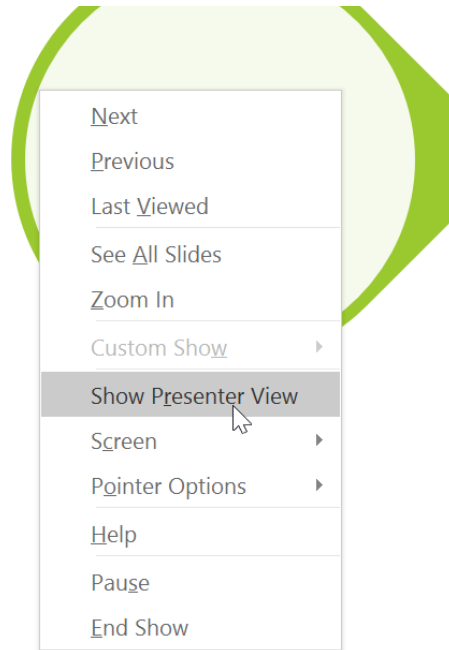 Next
Previous
Last Viewed
See All Slides
Zoom In
Custom Show
Show Presenter View
Screen
Pointer Options
Help
Pause
End Show